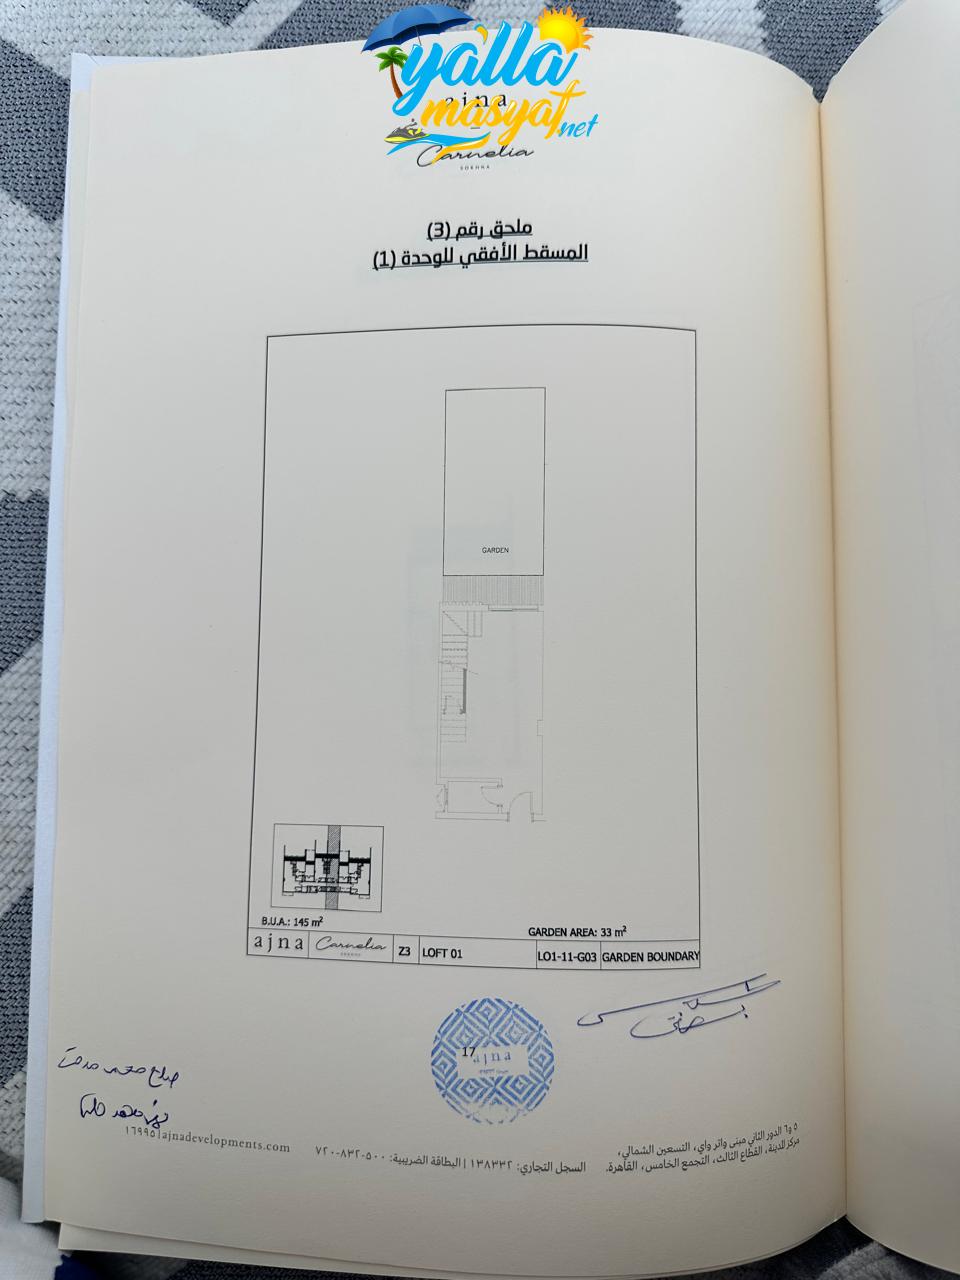 yalla
masyaf.net
ajna
Carnelia
SOKHNA
ملحق رقم (3)
المسقط الأفقي للوحدة (1)
GARDEN
B.U.A.: 145 m²
GARDEN AREA: 33 m²
ajna Carnelia Z3 LOFT 01 LO1-11-G03 GARDEN BOUNDARY
17
ajna
٥ و٦ الدور الثاني مبنى واتر واي، التسعين الشمالي،
مركز المدينة، القطاع الثالث، التجمع الخامس، القاهرة.
السجل التجاري: ١٣٨٣٣٢ | البطاقة الضريبية: ٥٠٠-٨٣٢-٧٢٠
١٦٩٩٥ | ajnadevelopments.com